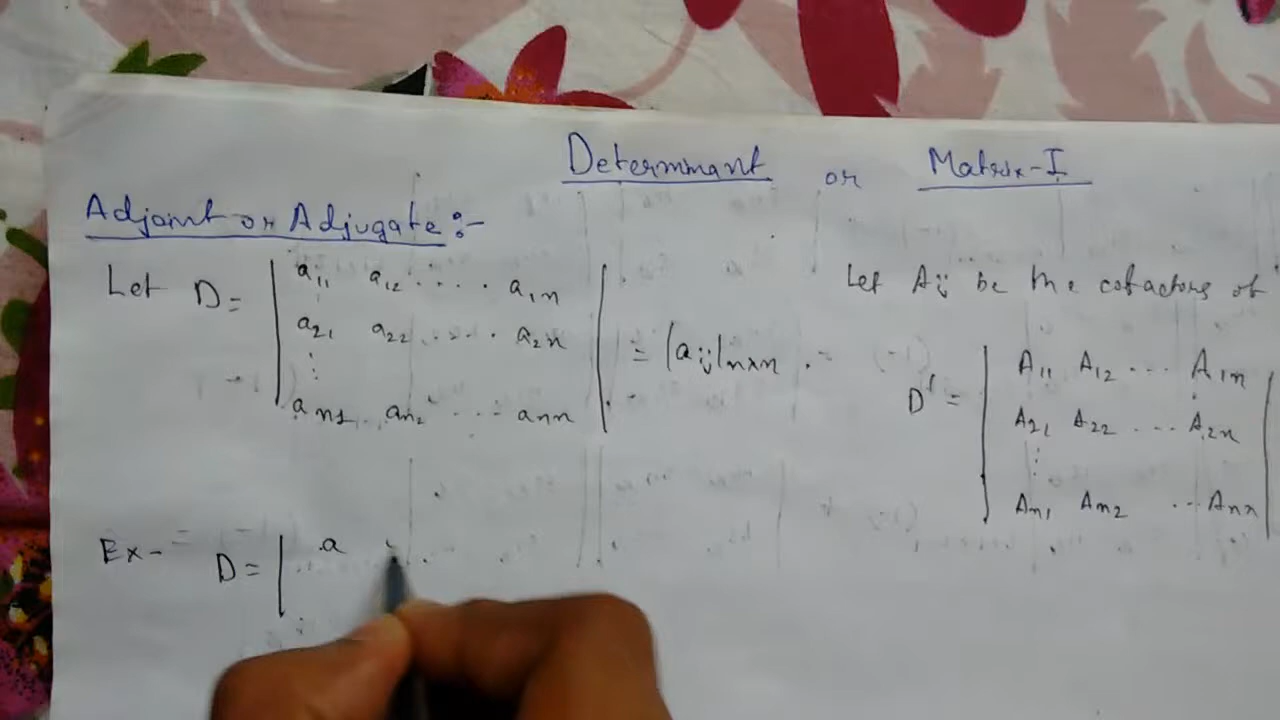 Determinant or Matrix-I
Adjoint or Adjugate :-
Let D = | a11 a12 .... a1n |
| a21 a22 .... a2n |
⋮
| an1 an2 .... ann |
= |aij|n×n .
Let Aij be the cofactors of
D' = | A11 A12 ... A1n |
| A21 A22 ... A2n |
⋮
| An1 An2 .. Ann |
Ex- D = | a